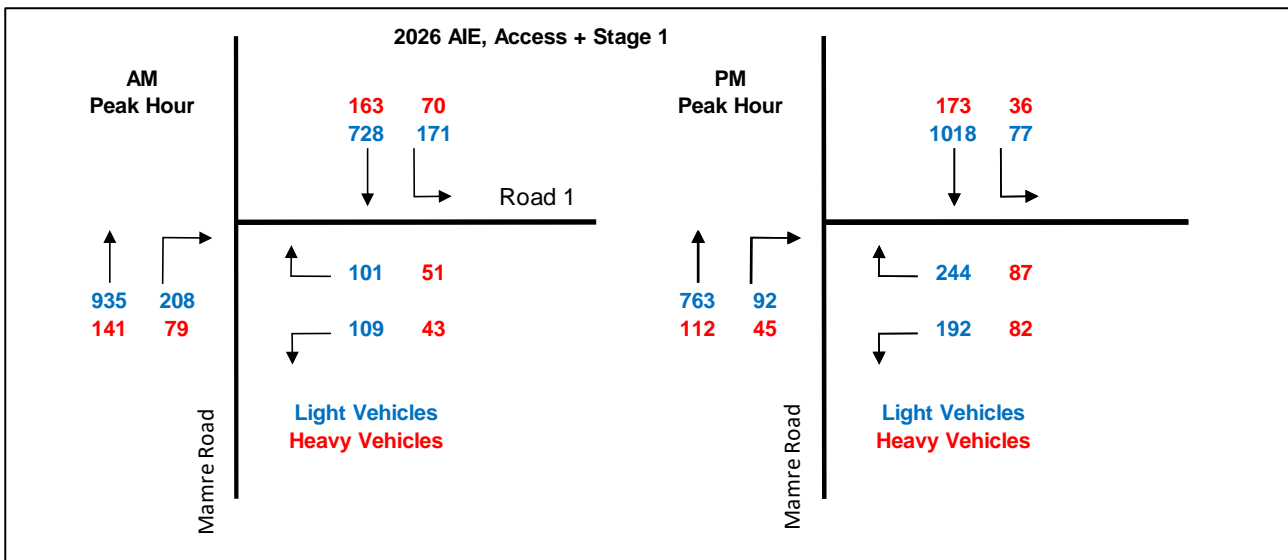 2026 AIE, Access + Stage 1
AM
Peak Hour
163 70
728 171
Road 1
101 51
935 208
141 79
109 43
Light Vehicles
Heavy Vehicles
Mamre Road
PM
Peak Hour
173 36
1018 77
244 87
763 92
112 45
192 82
Light Vehicles
Heavy Vehicles
Mamre Road